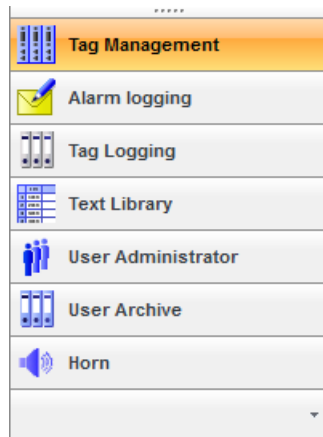 Tag Management
Alarm logging
Tag Logging
Text Library
User Administrator
User Archive
Horn